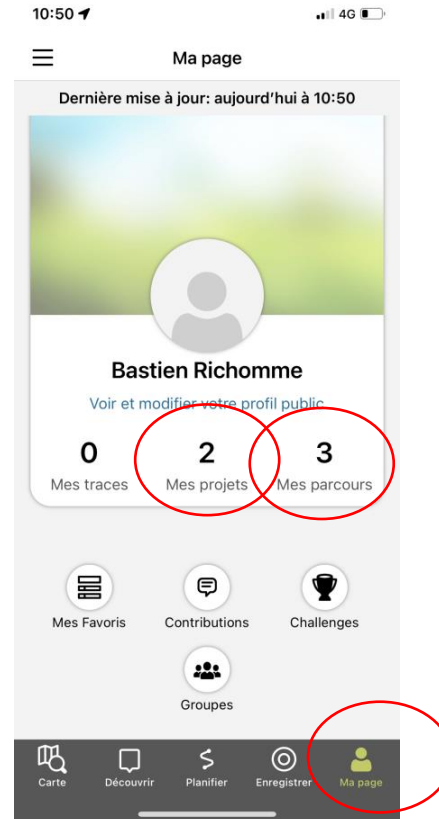 10:50 4G
Ma page
Dernière mise à jour: aujourd'hui à 10:50
Bastien Richomme
Voir et modifier votre profil public
0 2 3
Mes traces Mes projets Mes parcours
Mes Favoris Contributions Challenges
Groupes
Carte Découvrir Planifier Enregistrer Ma page